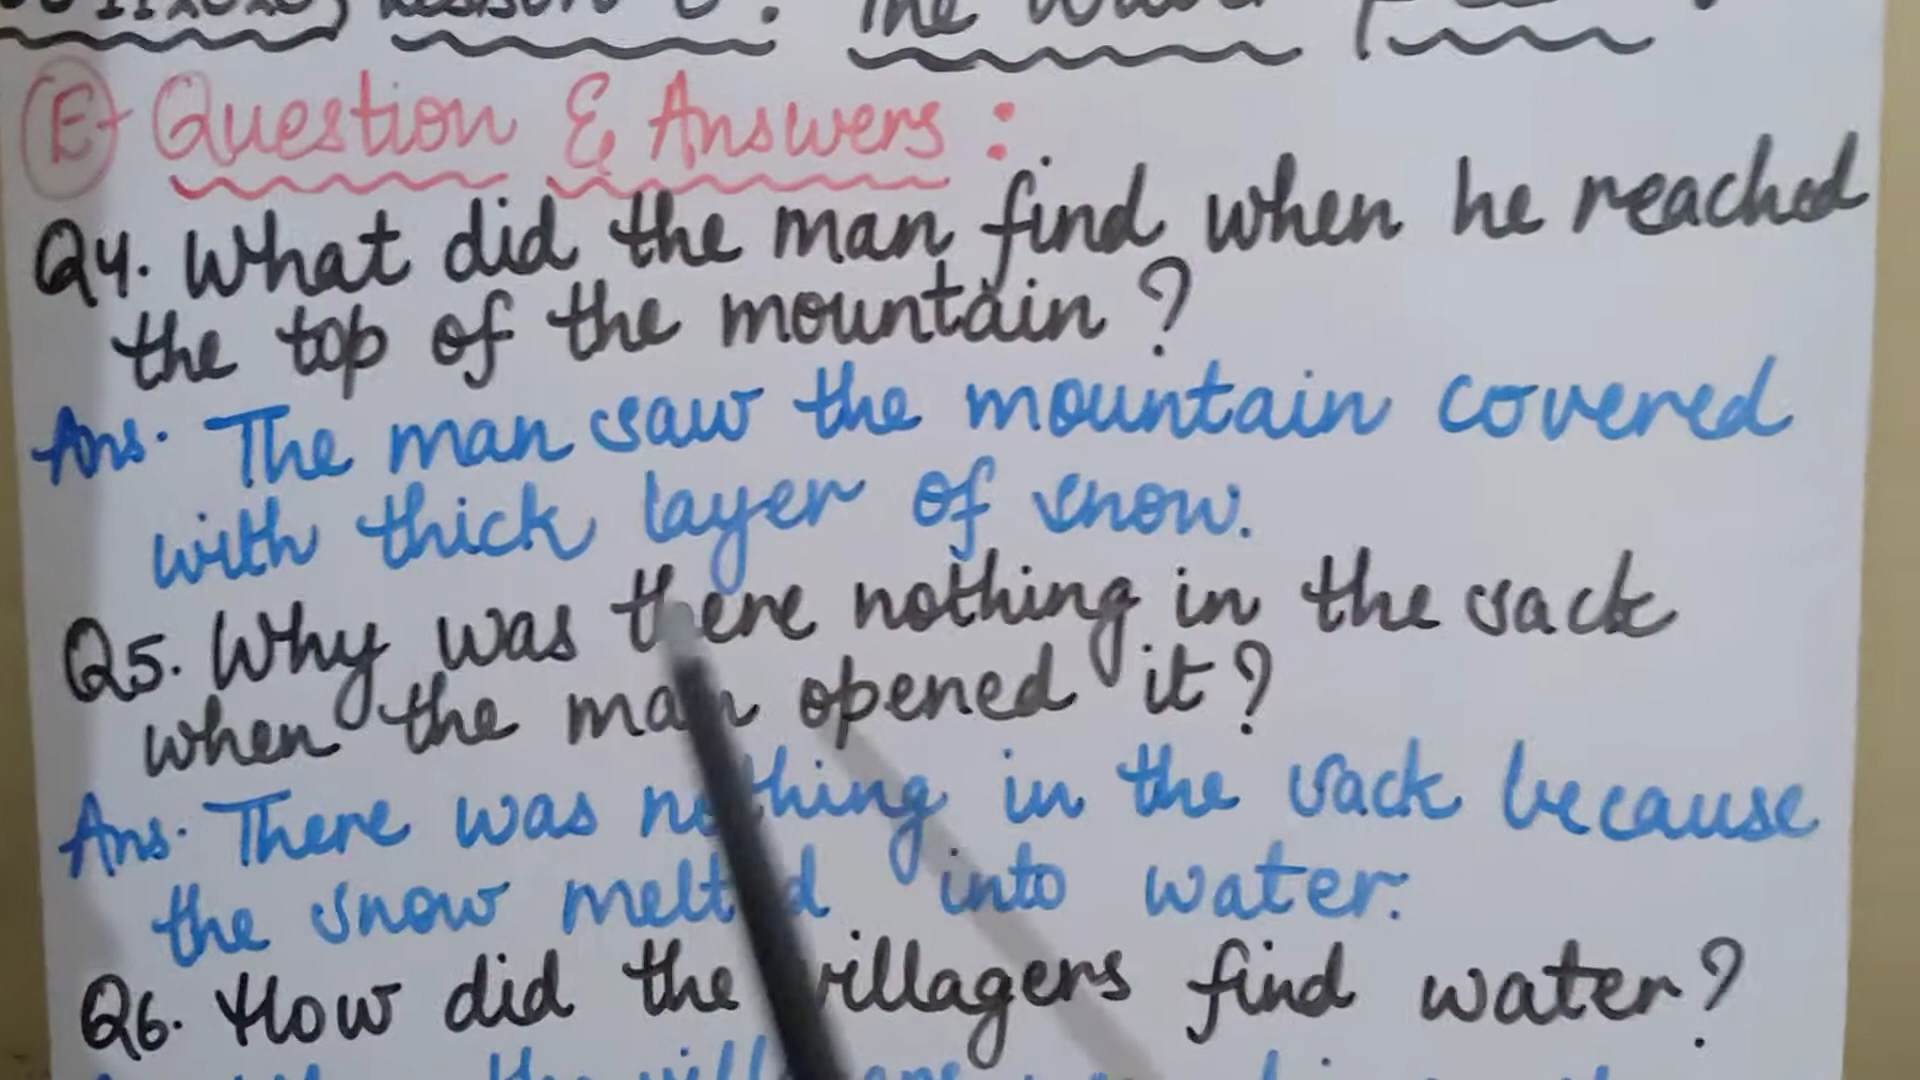 The
E Question & Answers :
Q4. What did the man find when he reached
the top of the mountain ?
Ans. The man saw the mountain covered
with thick layer of snow.
Q5. Why was there nothing in the sack
when the man opened it ?
Ans. There was nothing in the sack because
the snow melted into water.
Q6. How did the villagers find water ?
the